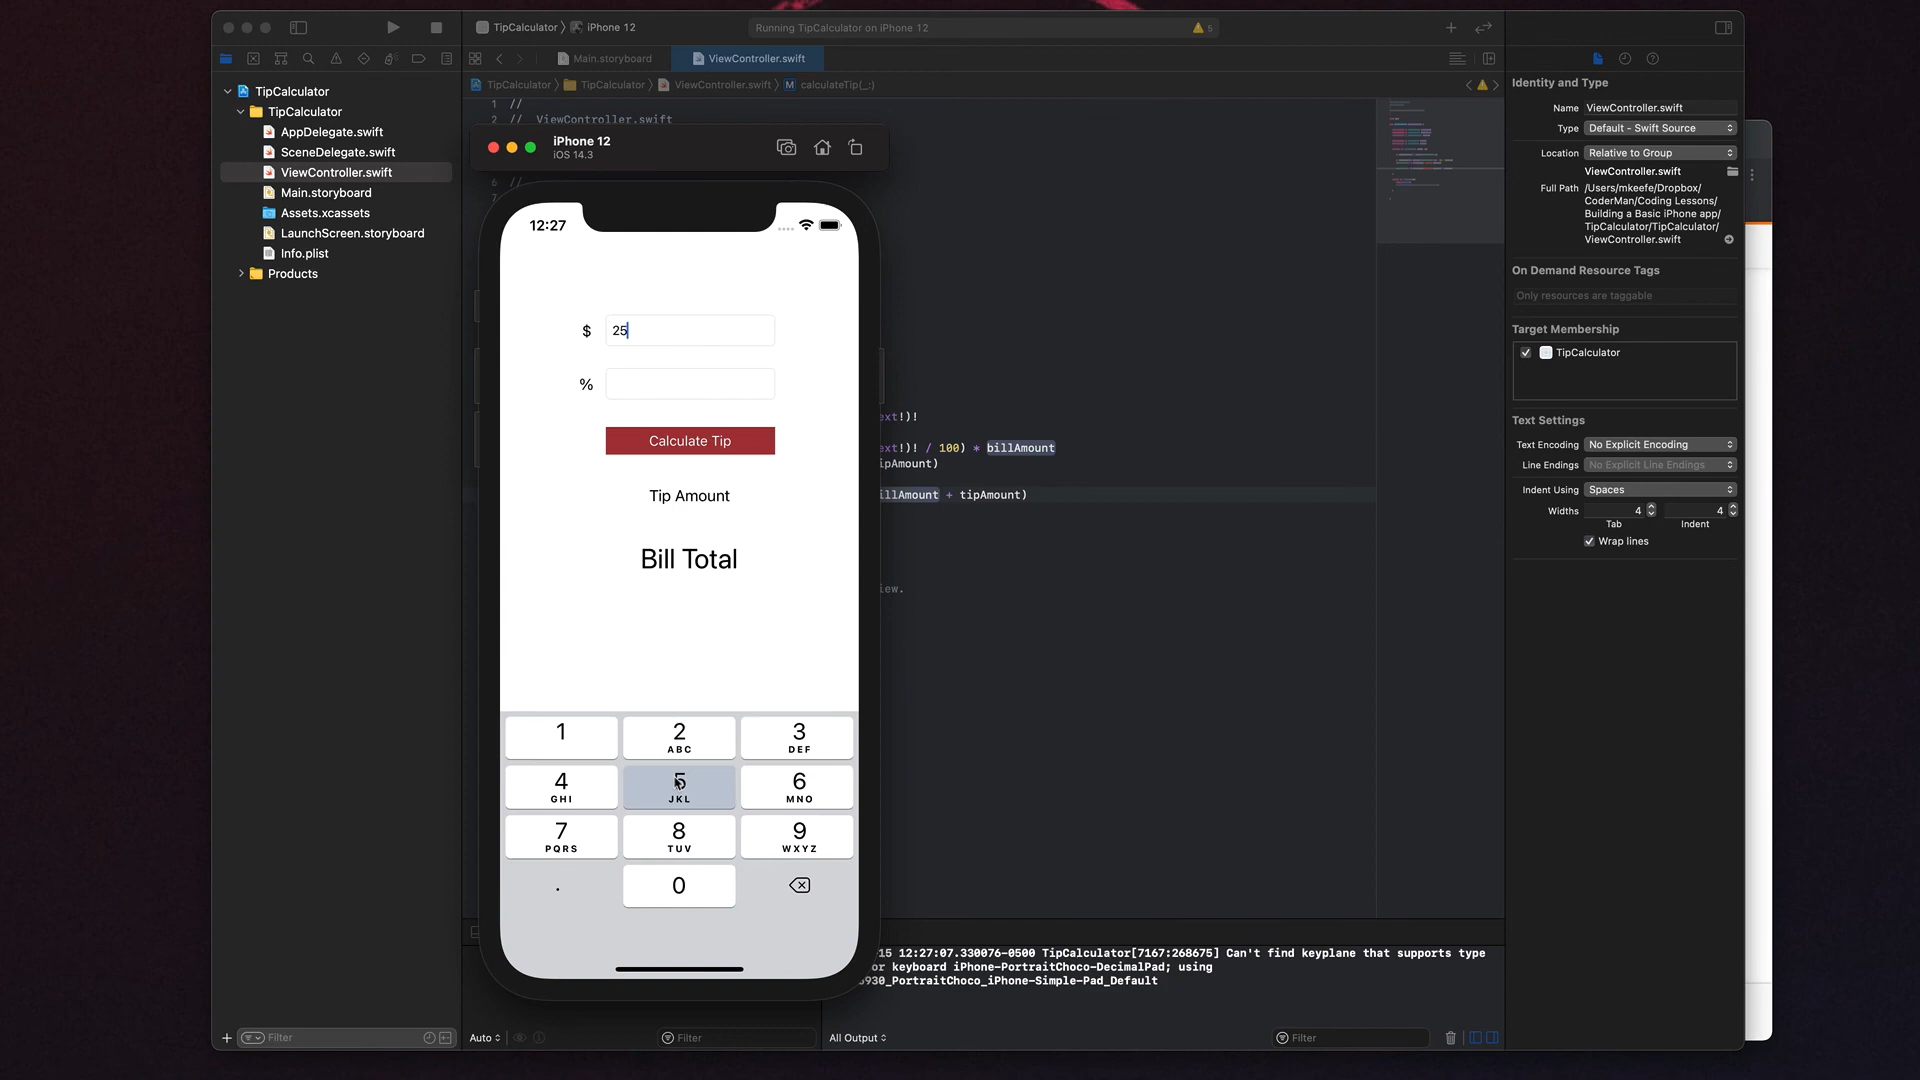 TipCalculator
iPhone 12
Running TipCalculator on iPhone 12
5
Main.storyboard
ViewController.swift
TipCalculator
TipCalculator
ViewController.swift
M calculateTip(_:)
TipCalculator
TipCalculator
AppDelegate.swift
SceneDelegate.swift
ViewController.swift
Main.storyboard
Assets.xcassets
LaunchScreen.storyboard
Info.plist
Products
Filter
1 //
2 // ViewController.swift
6 //
7
ext!)!
ext!)! / 100) * billAmount
ipAmount)
illAmount + tipAmount)
iew.
iPhone 12
iOS 14.3
12:27
$ 25
%
Calculate Tip
Tip Amount
Bill Total
1
2
ABC
3
DEF
4
GHI
5
JKL
6
MNO
7
PQRS
8
TUV
9
WXYZ
.
0
15 12:27:07.330076-0500 TipCalculator[7167:268675] Can't find keyplane that supports type
or keyboard iPhone-PortraitChoco-DecimalPad; using
930_PortraitChoco_iPhone-Simple-Pad_Default
Auto
Filter
All Output
Filter
Identity and Type
Name ViewController.swift
Type Default - Swift Source
Location Relative to Group
ViewController.swift
Full Path /Users/mkeefe/Dropbox/
CoderMan/Coding Lessons/
Building a Basic iPhone app/
TipCalculator/TipCalculator/
ViewController.swift
On Demand Resource Tags
Only resources are taggable
Target Membership
TipCalculator
Text Settings
Text Encoding No Explicit Encoding
Line Endings No Explicit Line Endings
Indent Using Spaces
Widths 4 4
Tab Indent
Wrap lines